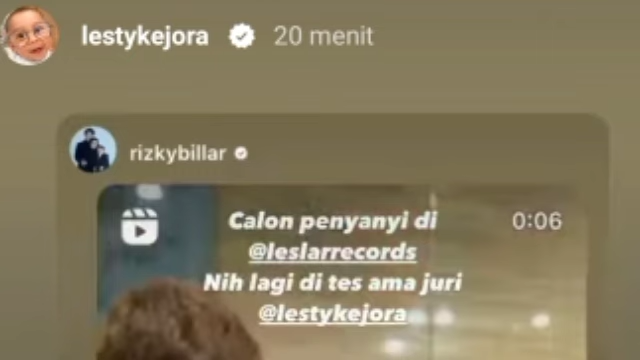 lestykejora 20 menit
rizkybillar
Calon penyanyi di 0:06
@leslarrecords
Nih lagi di tes ama juri
@lestykejora